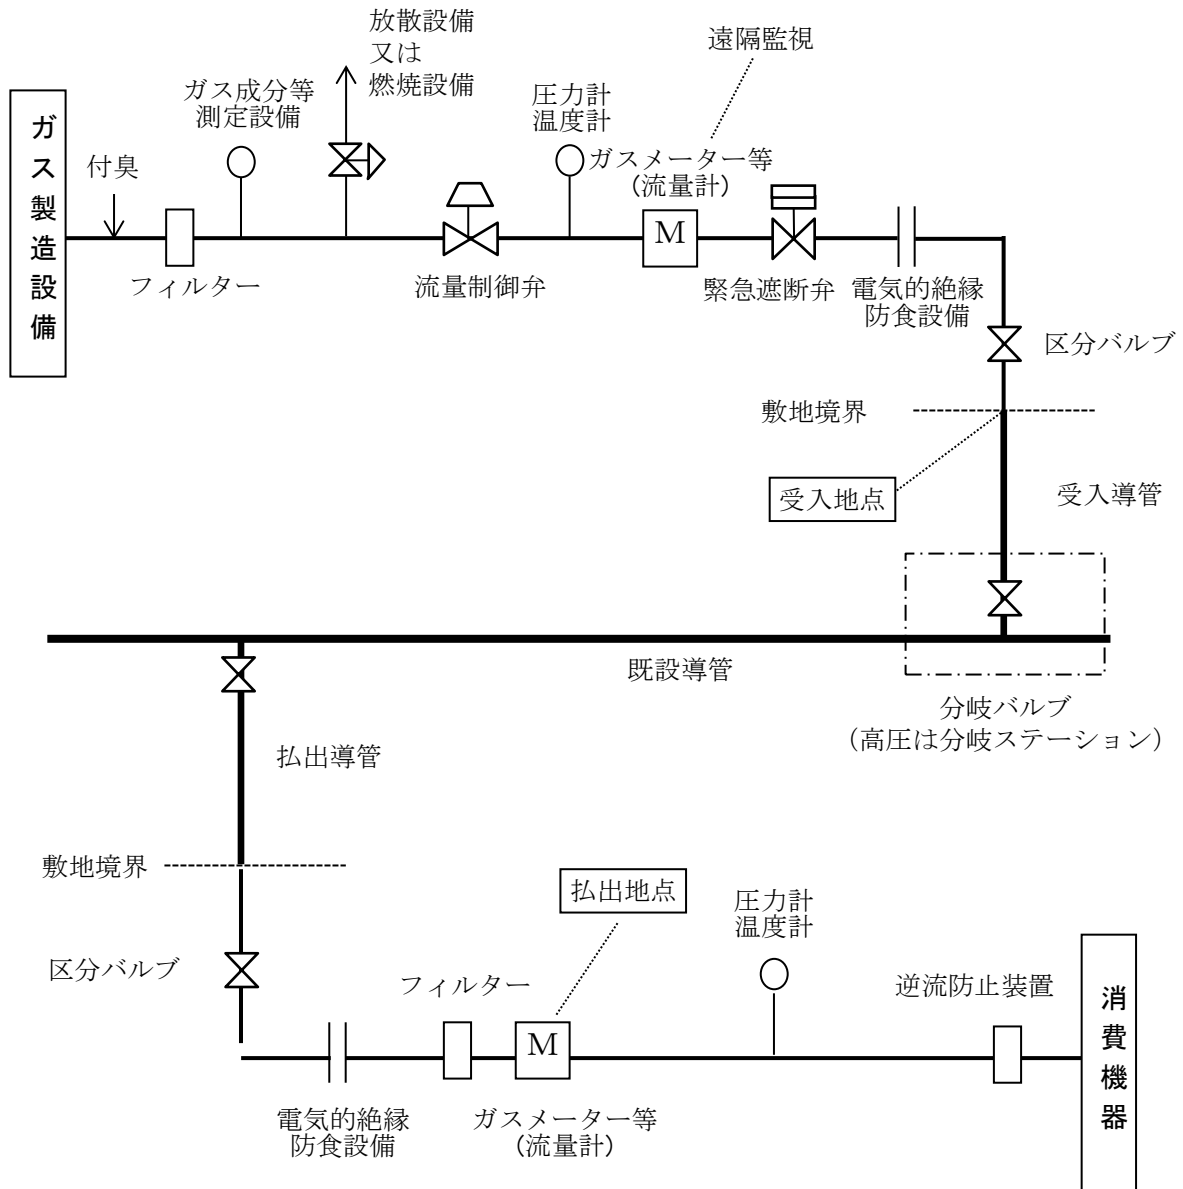 放散設備
又は
燃焼設備
遠隔監視
ガス成分等
測定設備
圧力計
温度計
ガス製造設備
付臭
ガスメーター等
（流量計）
M
フィルター
流量制御弁
緊急遮断弁
電気的絶縁
防食設備
区分バルブ
敷地境界
受入地点
受入導管
既設導管
分岐バルブ
（高圧は分岐ステーション）
払出導管
敷地境界
払出地点
圧力計
温度計
区分バルブ
フィルター
逆流防止装置
消費機器
M
電気的絶縁
防食設備
ガスメーター等
（流量計）